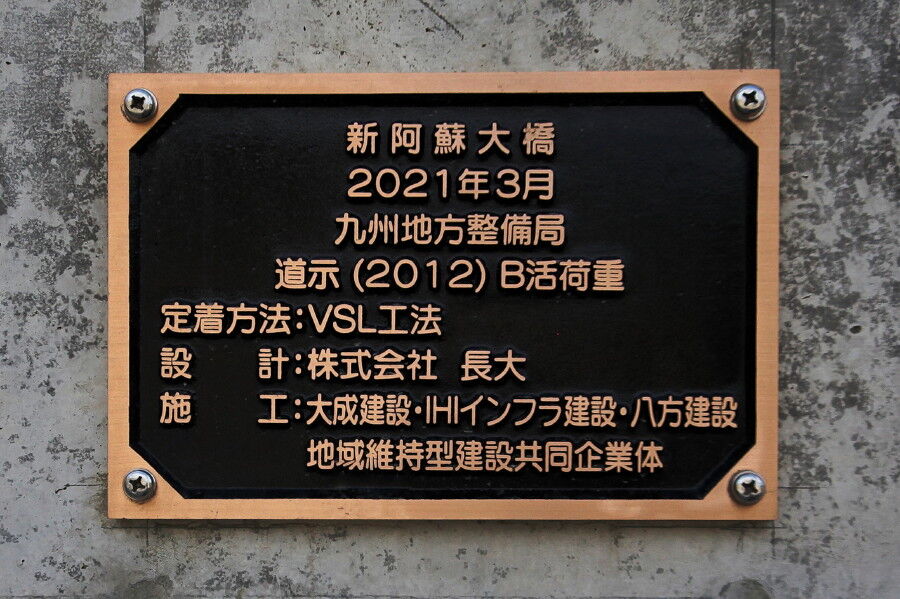 新阿蘇大橋
2021年3月
九州地方整備局
道示(2012)B活荷重
定着方法:VSL工法
設　計:株式会社 長大
施　工:大成建設・IHIインフラ建設・八方建設
地域維持型建設共同企業体